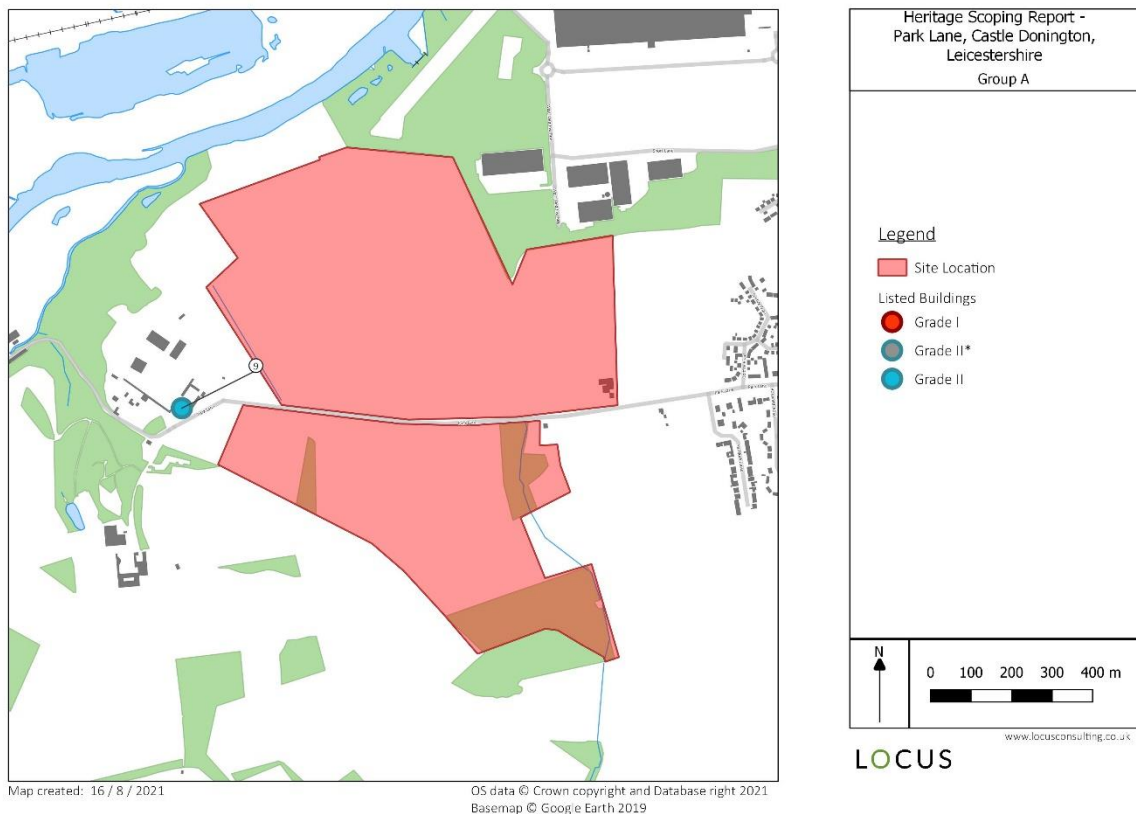 Heritage Scoping Report -
Park Lane, Castle Donington,
Leicestershire
Group A
Legend
Site Location
Listed Buildings
Grade I
Grade II*
Grade II
9
N
0 100 200 300 400 m
www.locusconsulting.co.uk
LOCUS
Map created: 16 / 8 / 2021
OS data © Crown copyright and Database right 2021
Basemap © Google Earth 2019